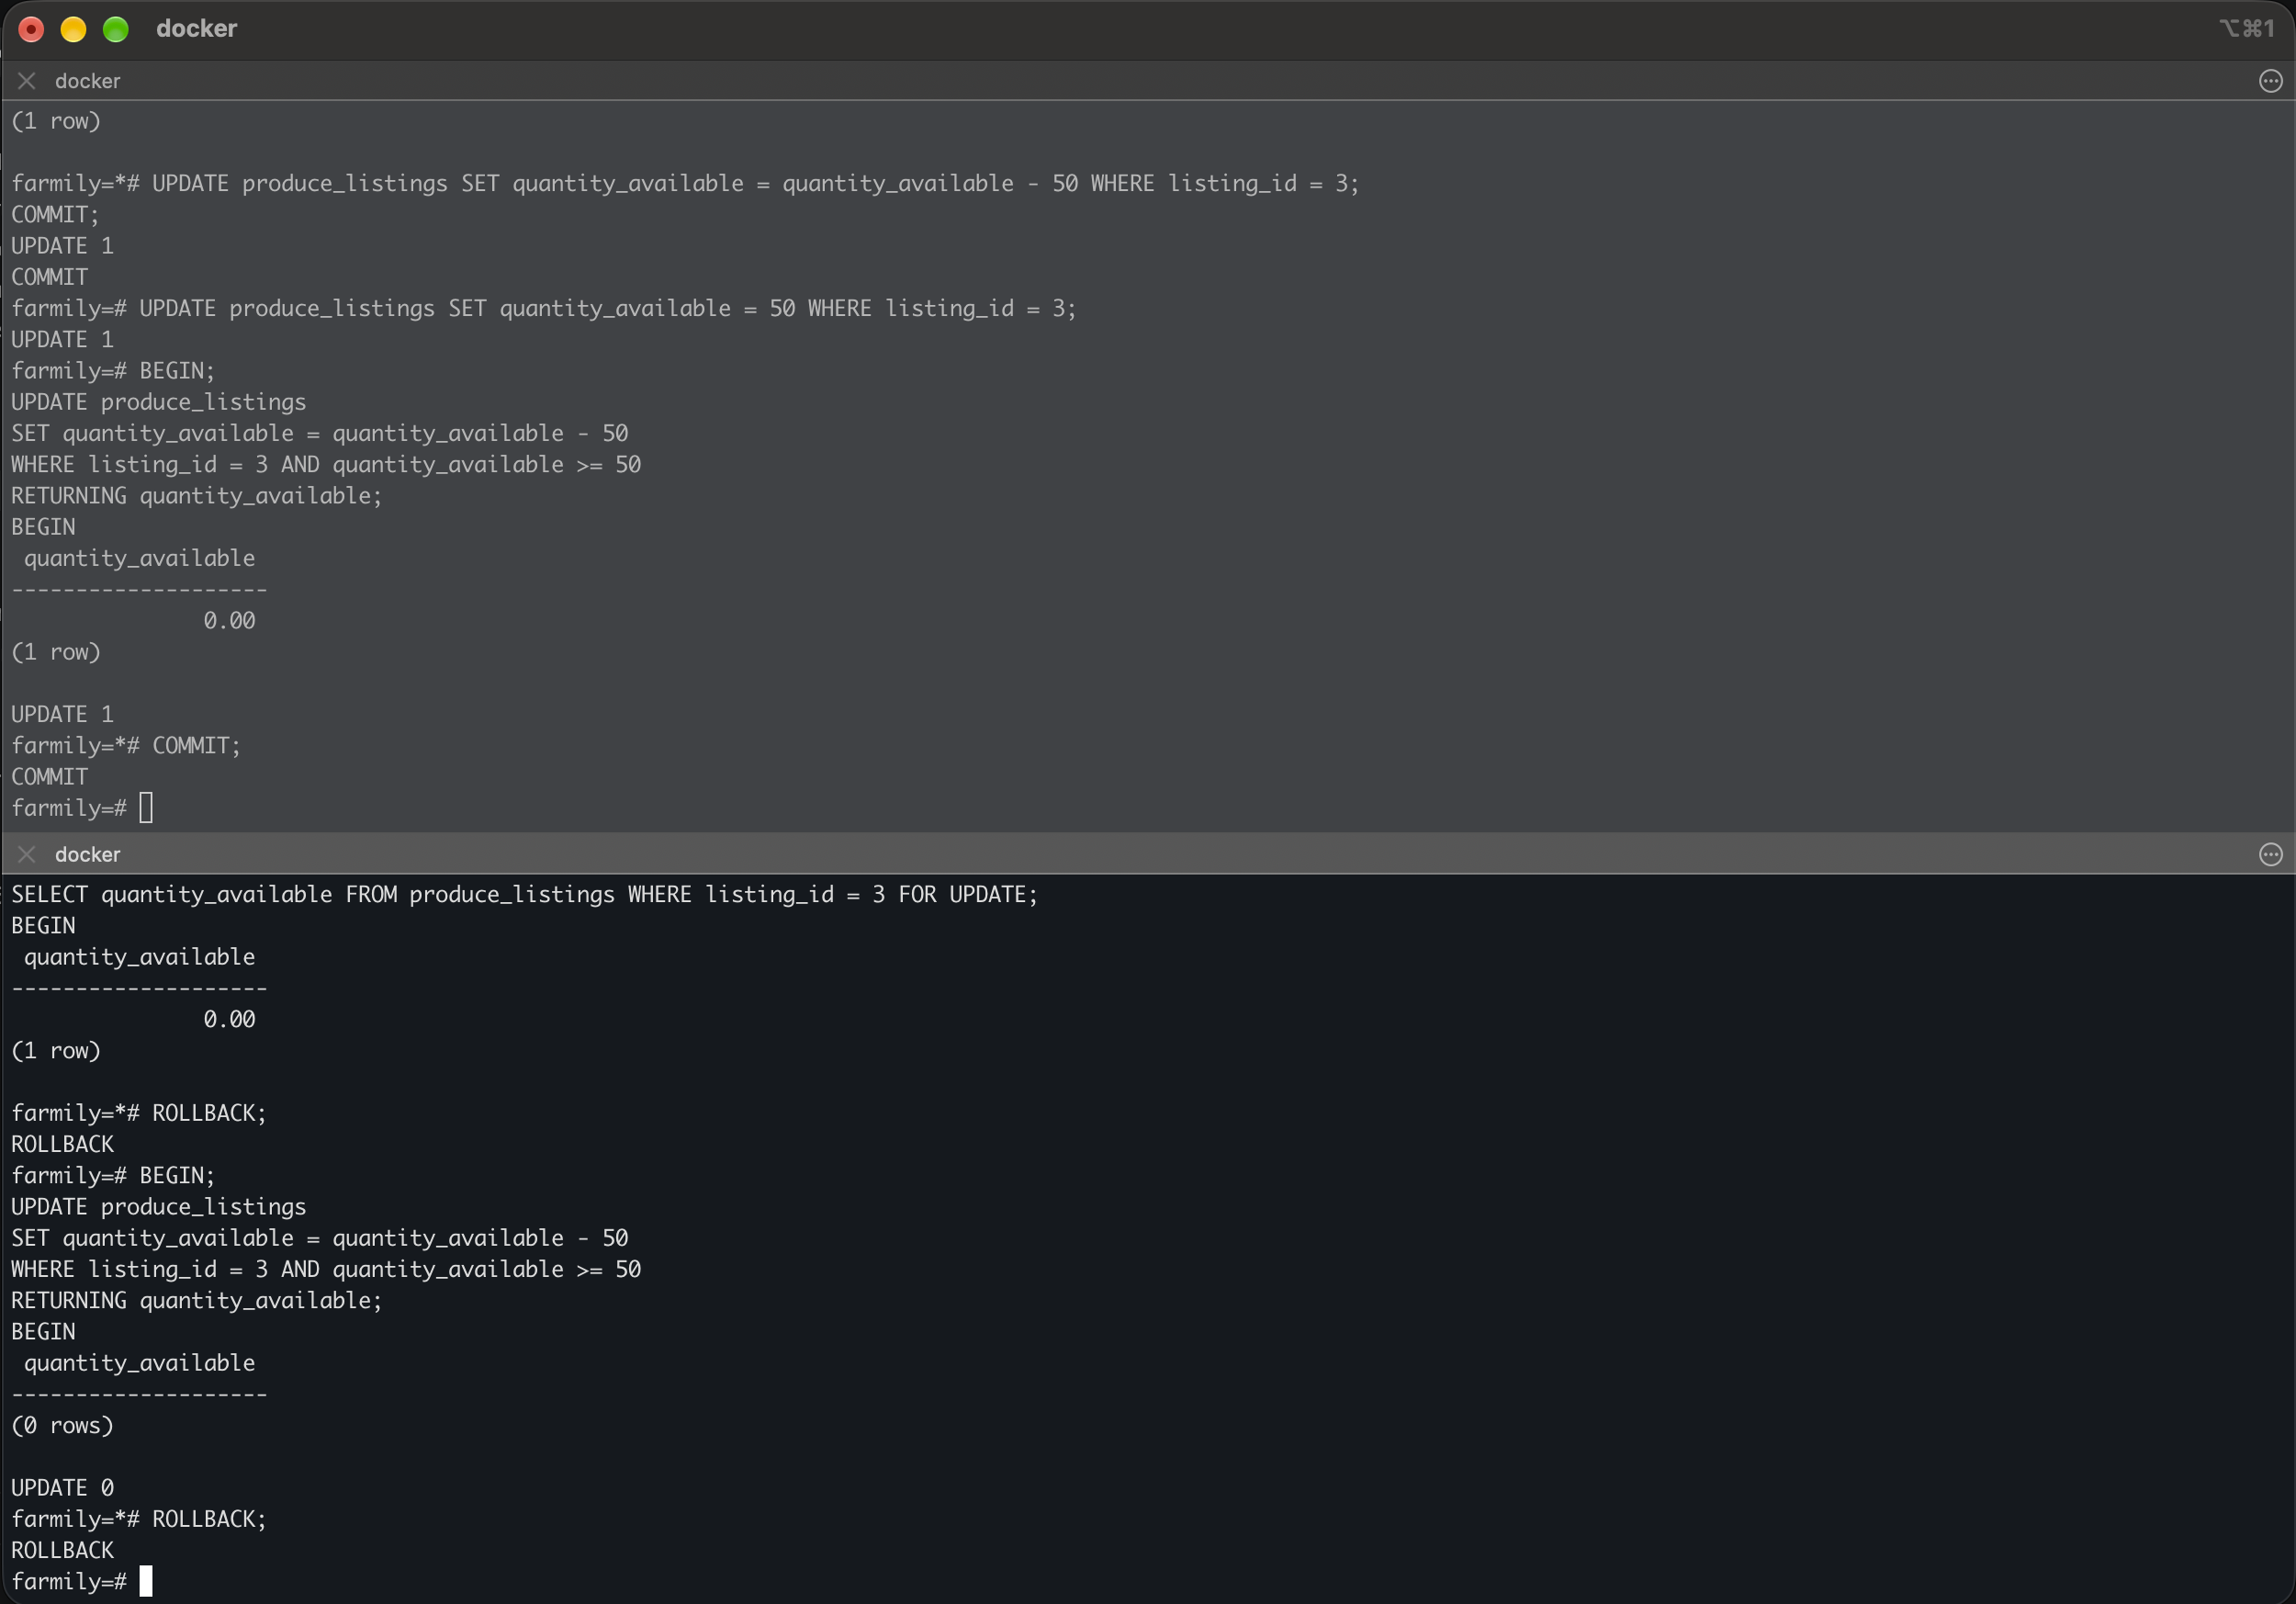 docker
⌥⌘1
docker
(1 row)
farmily=*# UPDATE produce_listings SET quantity_available = quantity_available - 50 WHERE listing_id = 3;
COMMIT;
UPDATE 1
COMMIT
farmily=# UPDATE produce_listings SET quantity_available = 50 WHERE listing_id = 3;
UPDATE 1
farmily=# BEGIN;
UPDATE produce_listings
SET quantity_available = quantity_available - 50
WHERE listing_id = 3 AND quantity_available >= 50
RETURNING quantity_available;
BEGIN
 quantity_available
--------------------
               0.00
(1 row)
UPDATE 1
farmily=*# COMMIT;
COMMIT
farmily=#
docker
SELECT quantity_available FROM produce_listings WHERE listing_id = 3 FOR UPDATE;
BEGIN
 quantity_available
--------------------
               0.00
(1 row)
farmily=*# ROLLBACK;
ROLLBACK
farmily=# BEGIN;
UPDATE produce_listings
SET quantity_available = quantity_available - 50
WHERE listing_id = 3 AND quantity_available >= 50
RETURNING quantity_available;
BEGIN
 quantity_available
--------------------
(0 rows)
UPDATE 0
farmily=*# ROLLBACK;
ROLLBACK
farmily=#